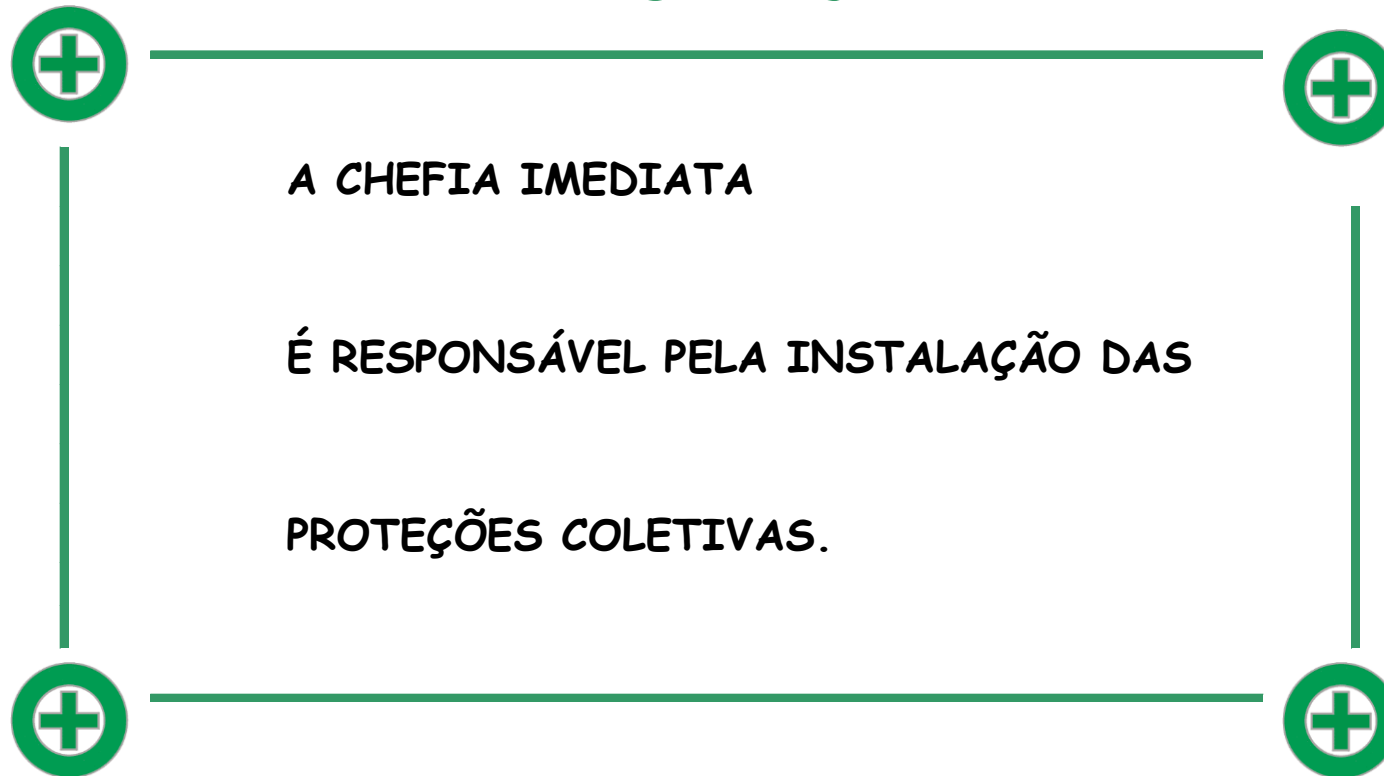 A CHEFIA IMEDIATA
É RESPONSÁVEL PELA INSTALAÇÃO DAS
PROTEÇÕES COLETIVAS.